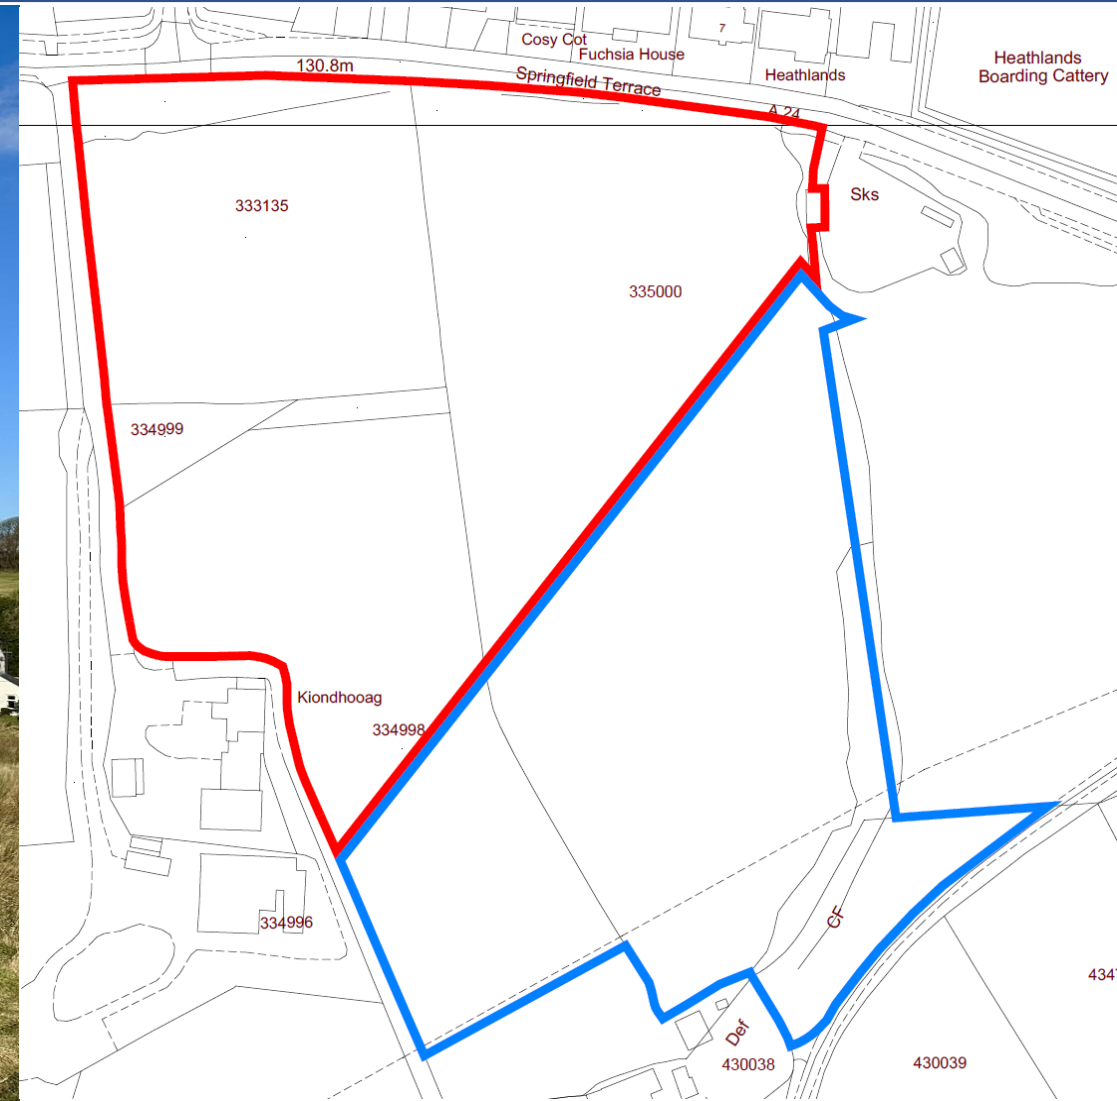 Cosy Cot
Fuchsia House
7
Heathlands
Heathlands
Boarding Cattery
130.8m
Springfield Terrace
A 24
Sks
333135
335000
334999
Kiondhooag
334998
334996
CF
Def
430038
430039